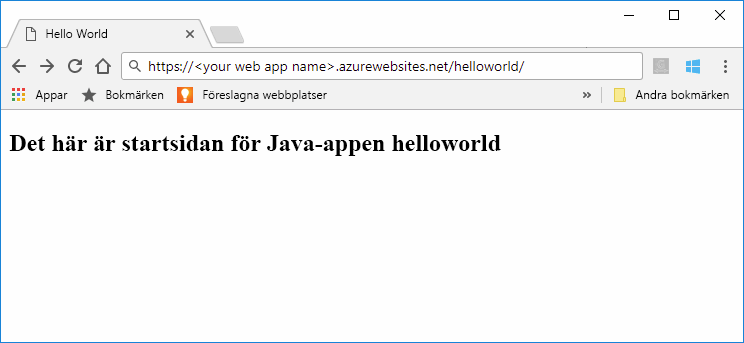 Hello World
https://<your web app name>.azurewebsites.net/helloworld/
Appar Bokmärken Föreslagna webbplatser » Andra bokmärken
Det här är startsidan för Java-appen helloworld